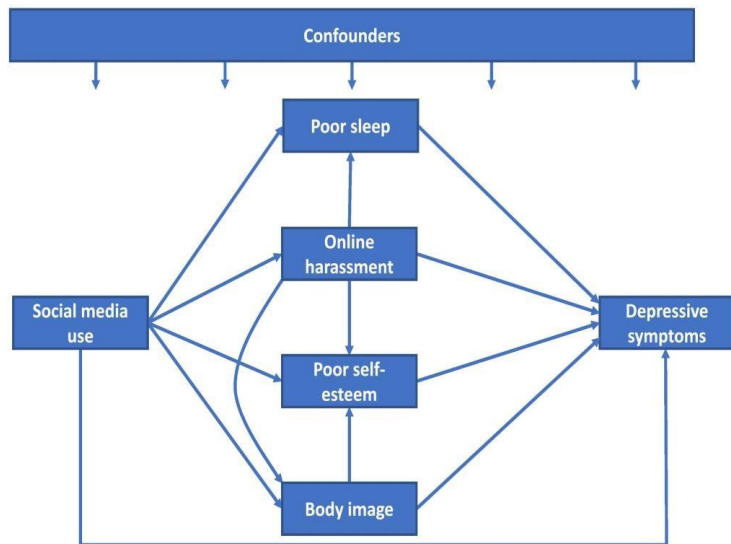 Confounders
Poor sleep
Online
harassment
Social media
use
Depressive
symptoms
Poor self-
esteem
Body image